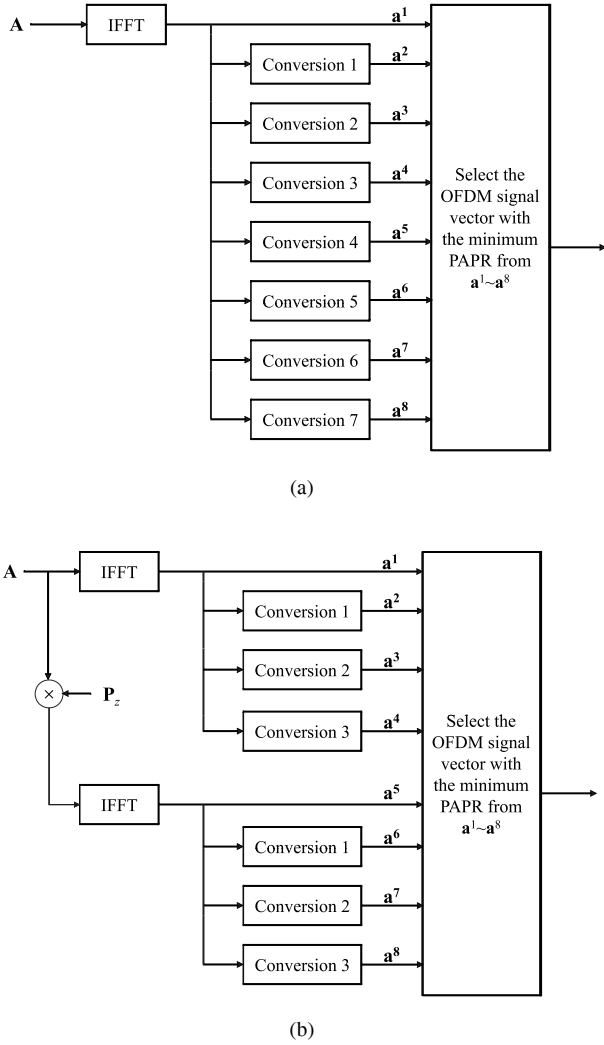 A
IFFT
a¹
Conversion 1
a²
Conversion 2
a³
Conversion 3
a⁴
Conversion 4
a⁵
Conversion 5
a⁶
Conversion 6
a⁷
Conversion 7
a⁸
Select the
OFDM signal
vector with
the minimum
PAPR from
a¹~a⁸
(a)
A
IFFT
a¹
Conversion 1
a²
Conversion 2
a³
Conversion 3
a⁴
×
P_z
IFFT
a⁵
Conversion 1
a⁶
Conversion 2
a⁷
Conversion 3
a⁸
Select the
OFDM signal
vector with
the minimum
PAPR from
a¹~a⁸
(b)